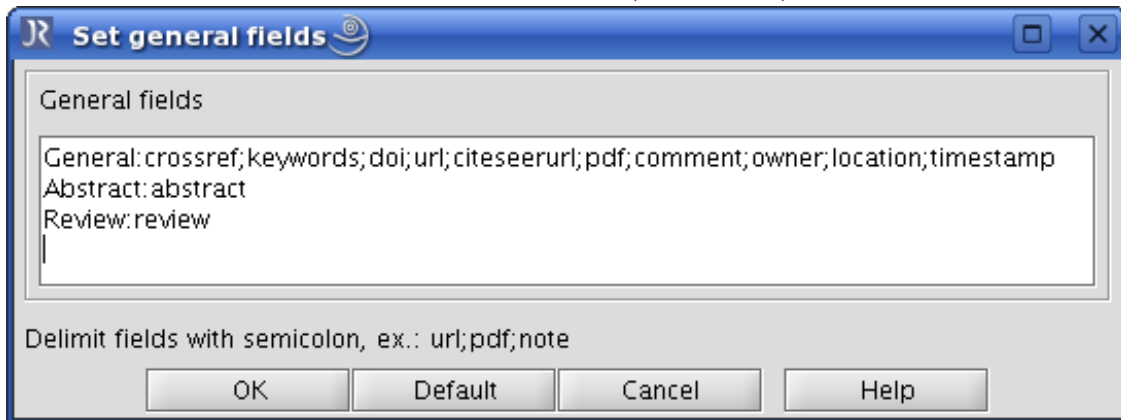 JR Set general fields
General fields
General:crossref;keywords;doi;url;citeseerurl;pdf;comment;owner;location;timestamp
Abstract:abstract
Review:review
Delimit fields with semicolon, ex.: url;pdf;note
OK Default Cancel Help